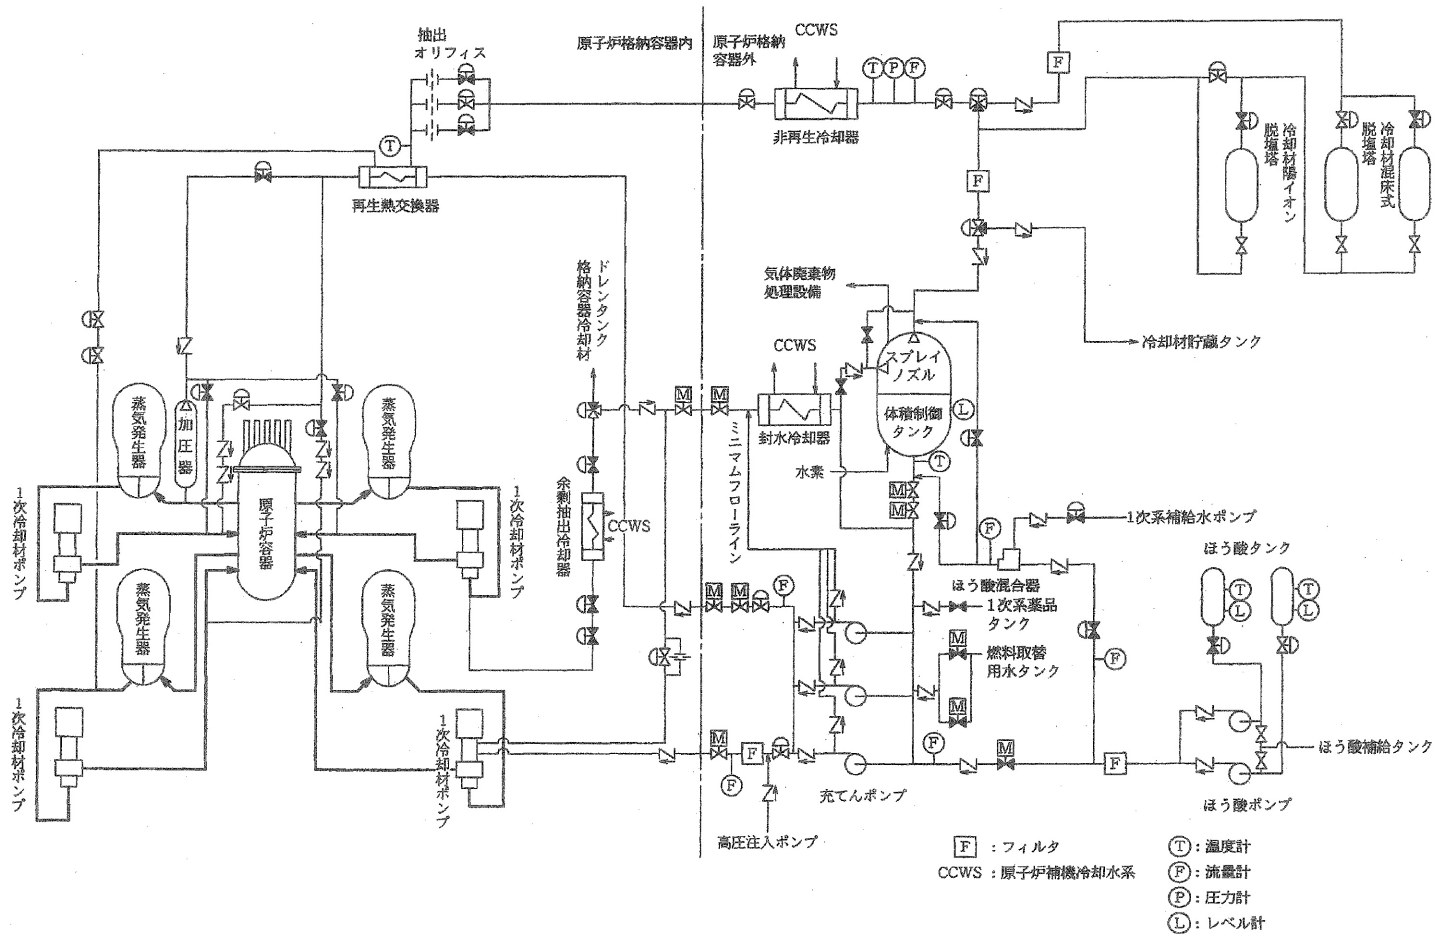 抽出
オリフィス
原子炉格納容器内
原子炉格納
容器外
CCWS
T
P
F
F
非再生冷却器
冷却材陽イオン
脱塩塔
冷却材混床式
脱塩塔
T
再生熱交換器
F
ドレンタンク
格納容器冷却材
気体廃棄物
処理設備
冷却材貯蔵タンク
CCWS
スプレイ
ノズル
体積制御
タンク
L
M
M
封水冷却器
水素
T
M
M
ミニマムフローライン
蒸気発生器
加圧器
蒸気発生器
原子炉容器
1次冷却材ポンプ
1次冷却材ポンプ
余剰抽出冷却器
CCWS
F
1次系補給水ポンプ
ほう酸混合器
ほう酸タンク
T
L
T
L
蒸気発生器
蒸気発生器
M
M
F
1次系薬品
タンク
M
燃料取替
用水タンク
M
F
1次冷却材ポンプ
1次冷却材ポンプ
M
F
F
F
M
F
ほう酸補給タンク
充てんポンプ
ほう酸ポンプ
高圧注入ポンプ
F :フィルタ
CCWS :原子炉補機冷却水系
T :温度計
F :流量計
P :圧力計
L :レベル計